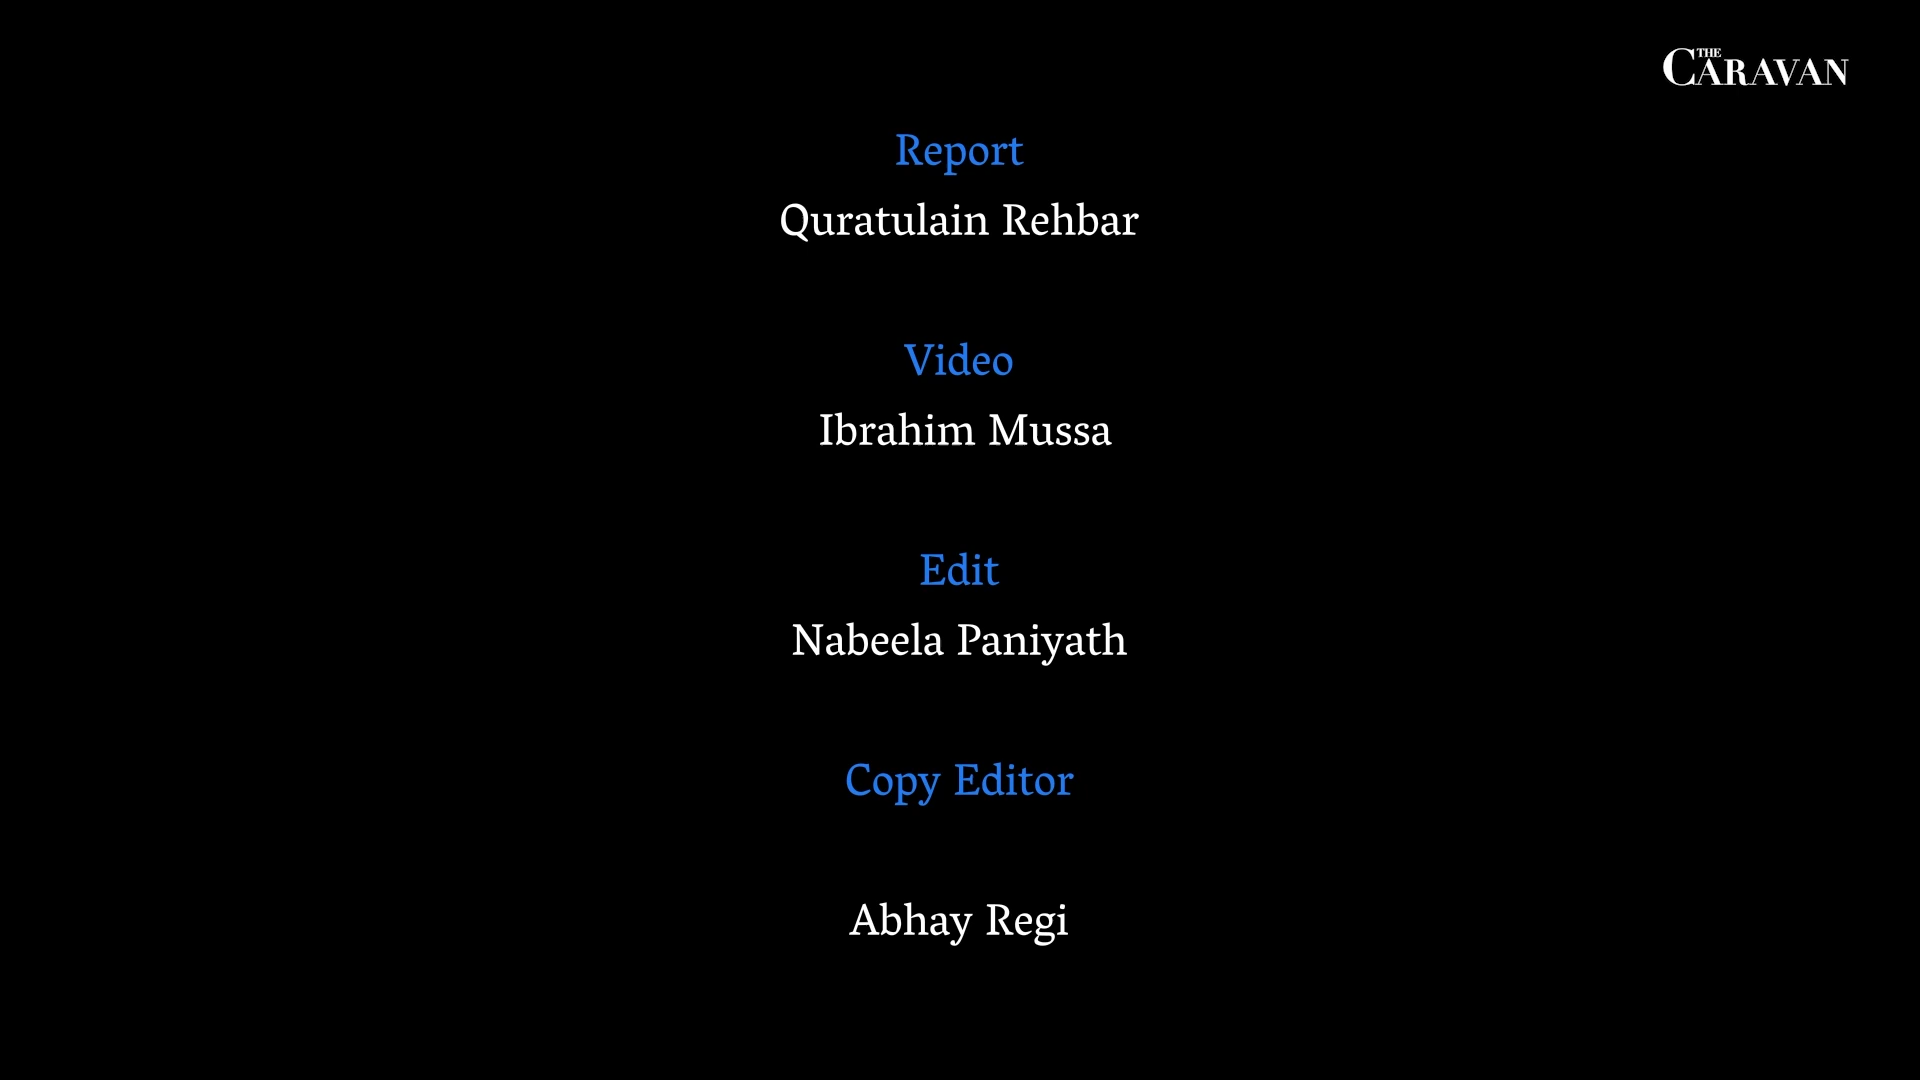 THE CARAVAN
Report
Quratulain Rehbar
Video
Ibrahim Mussa
Edit
Nabeela Paniyath
Copy Editor
Abhay Regi